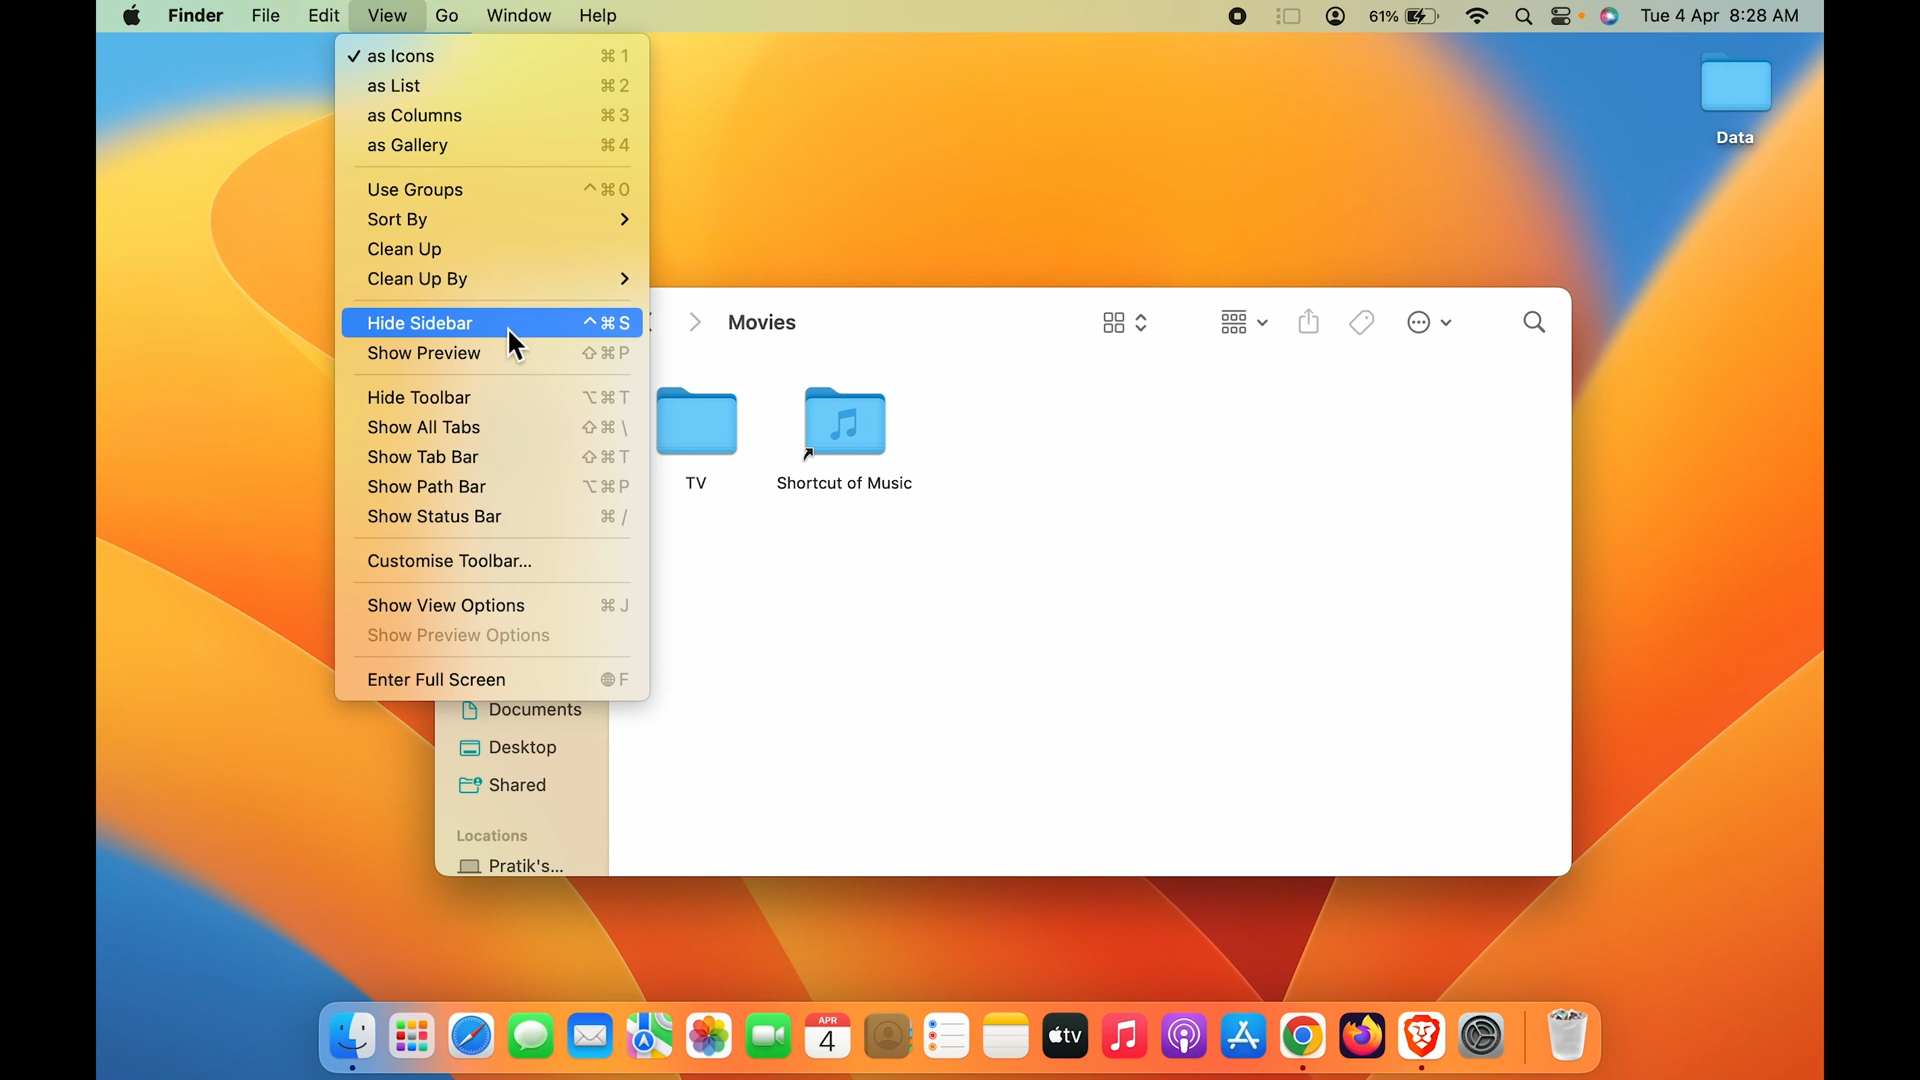 Finder File Edit View Go Window Help 61% Tue 4 Apr 8:28 AM
✓ as Icons ⌘ 1
as List ⌘ 2
as Columns ⌘ 3
as Gallery ⌘ 4
Use Groups ^ ⌘ 0
Sort By >
Clean Up
Clean Up By >
Hide Sidebar ^ ⌘ S
Show Preview ⇧ ⌘ P
Hide Toolbar ⌥ ⌘ T
Show All Tabs ⇧ ⌘ \
Show Tab Bar ⇧ ⌘ T
Show Path Bar ⌥ ⌘ P
Show Status Bar ⌘ /
Customise Toolbar...
Show View Options ⌘ J
Show Preview Options
Enter Full Screen F
Data
Movies
TV
Shortcut of Music
Documents
Desktop
Shared
Locations
Pratik's...
APR
4
tv